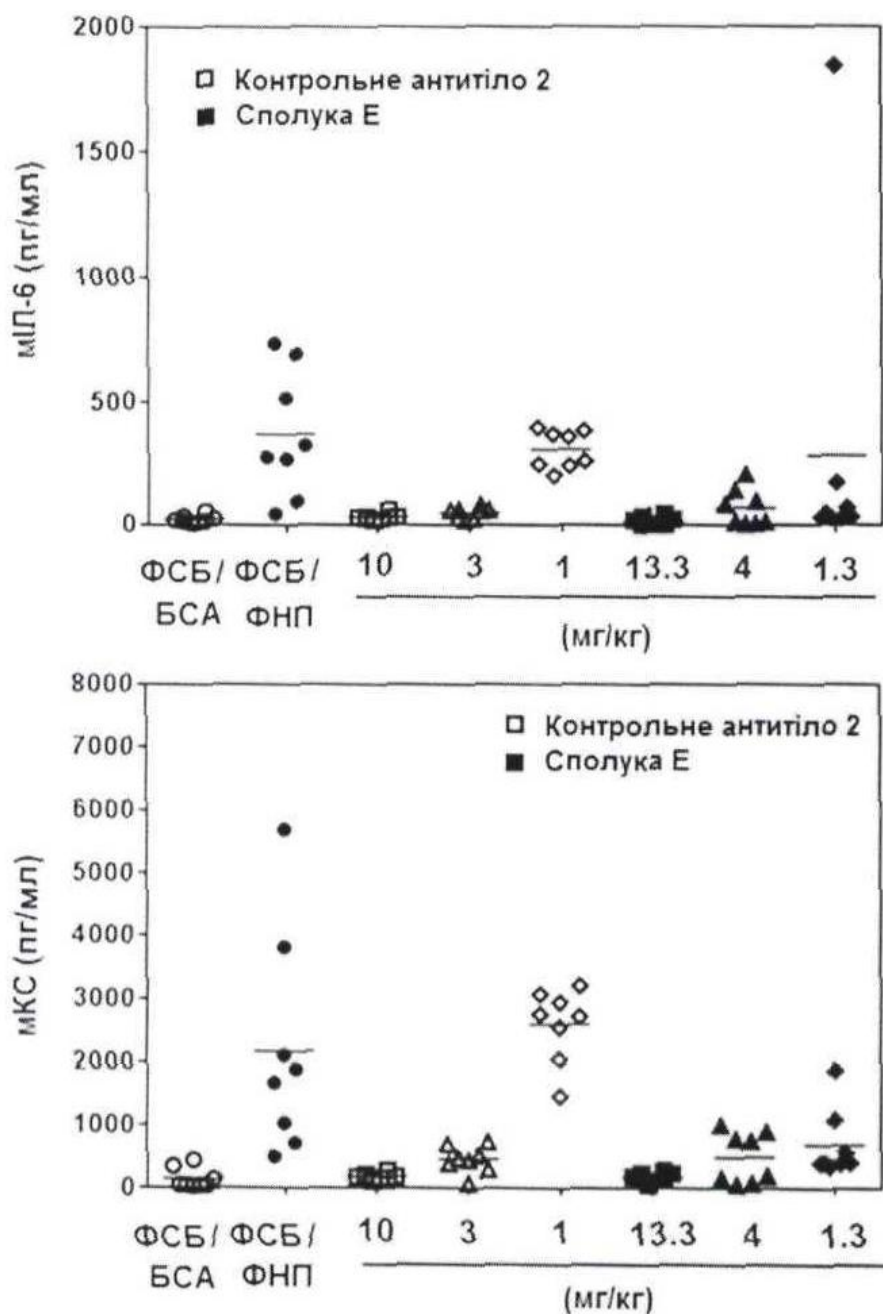 2000
1500
1000
500
0
мІЛ-6 (пг/мл)
Контрольне антитіло 2
Сполука Е
ФСБ/ ФСБ/ 10 3 1 13.3 4 1.3
БСА ФНП
(мг/кг)
8000
7000
6000
5000
4000
3000
2000
1000
0
мКС (пг/мл)
Контрольне антитіло 2
Сполука Е
ФСБ/ ФСБ/ 10 3 1 13.3 4 1.3
БСА ФНП
(мг/кг)